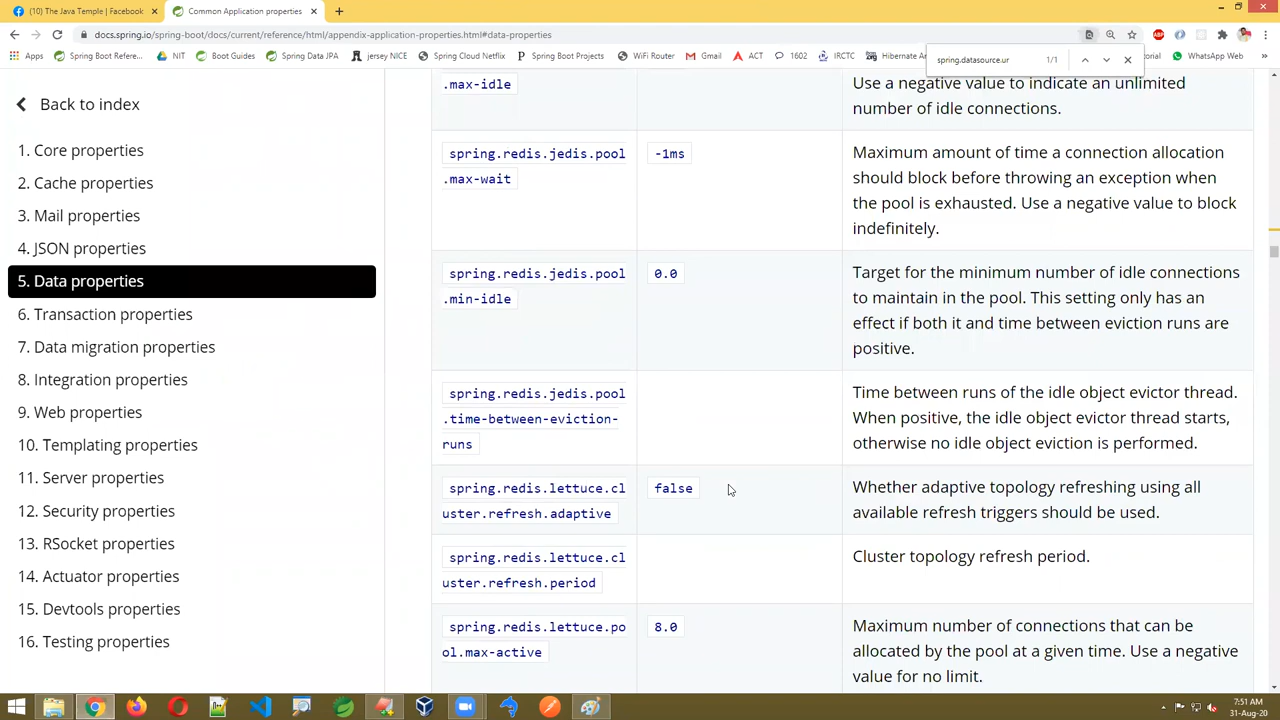 (10) The Java Temple | Facebook
Common Application properties
docs.spring.io/spring-boot/docs/current/reference/html/appendix-application-properties.html#data-properties
Apps
Spring Boot Refere...
NIT
Boot Guides
Spring Data JPA
jersey NICE
Spring Cloud Netflix
Spring Boot Projects
WiFi Router
Gmail
ACT
1602
IRCTC
Hibernate
torial
WhatsApp Web
»
spring.datasource.ur
1/1
Back to index
1. Core properties
2. Cache properties
3. Mail properties
4. JSON properties
5. Data properties
6. Transaction properties
7. Data migration properties
8. Integration properties
9. Web properties
10. Templating properties
11. Server properties
12. Security properties
13. RSocket properties
14. Actuator properties
15. Devtools properties
16. Testing properties
.max-idle
Use a negative value to indicate an unlimited
number of idle connections.
spring.redis.jedis.pool
.max-wait
-1ms
Maximum amount of time a connection allocation
should block before throwing an exception when
the pool is exhausted. Use a negative value to block
indefinitely.
spring.redis.jedis.pool
.min-idle
0.0
Target for the minimum number of idle connections
to maintain in the pool. This setting only has an
effect if both it and time between eviction runs are
positive.
spring.redis.jedis.pool
.time-between-eviction-
runs
Time between runs of the idle object evictor thread.
When positive, the idle object evictor thread starts,
otherwise no idle object eviction is performed.
spring.redis.lettuce.cl
uster.refresh.adaptive
false
Whether adaptive topology refreshing using all
available refresh triggers should be used.
spring.redis.lettuce.cl
uster.refresh.period
Cluster topology refresh period.
spring.redis.lettuce.po
ol.max-active
8.0
Maximum number of connections that can be
allocated by the pool at a given time. Use a negative
value for no limit.
7:51 AM
31-Aug-20